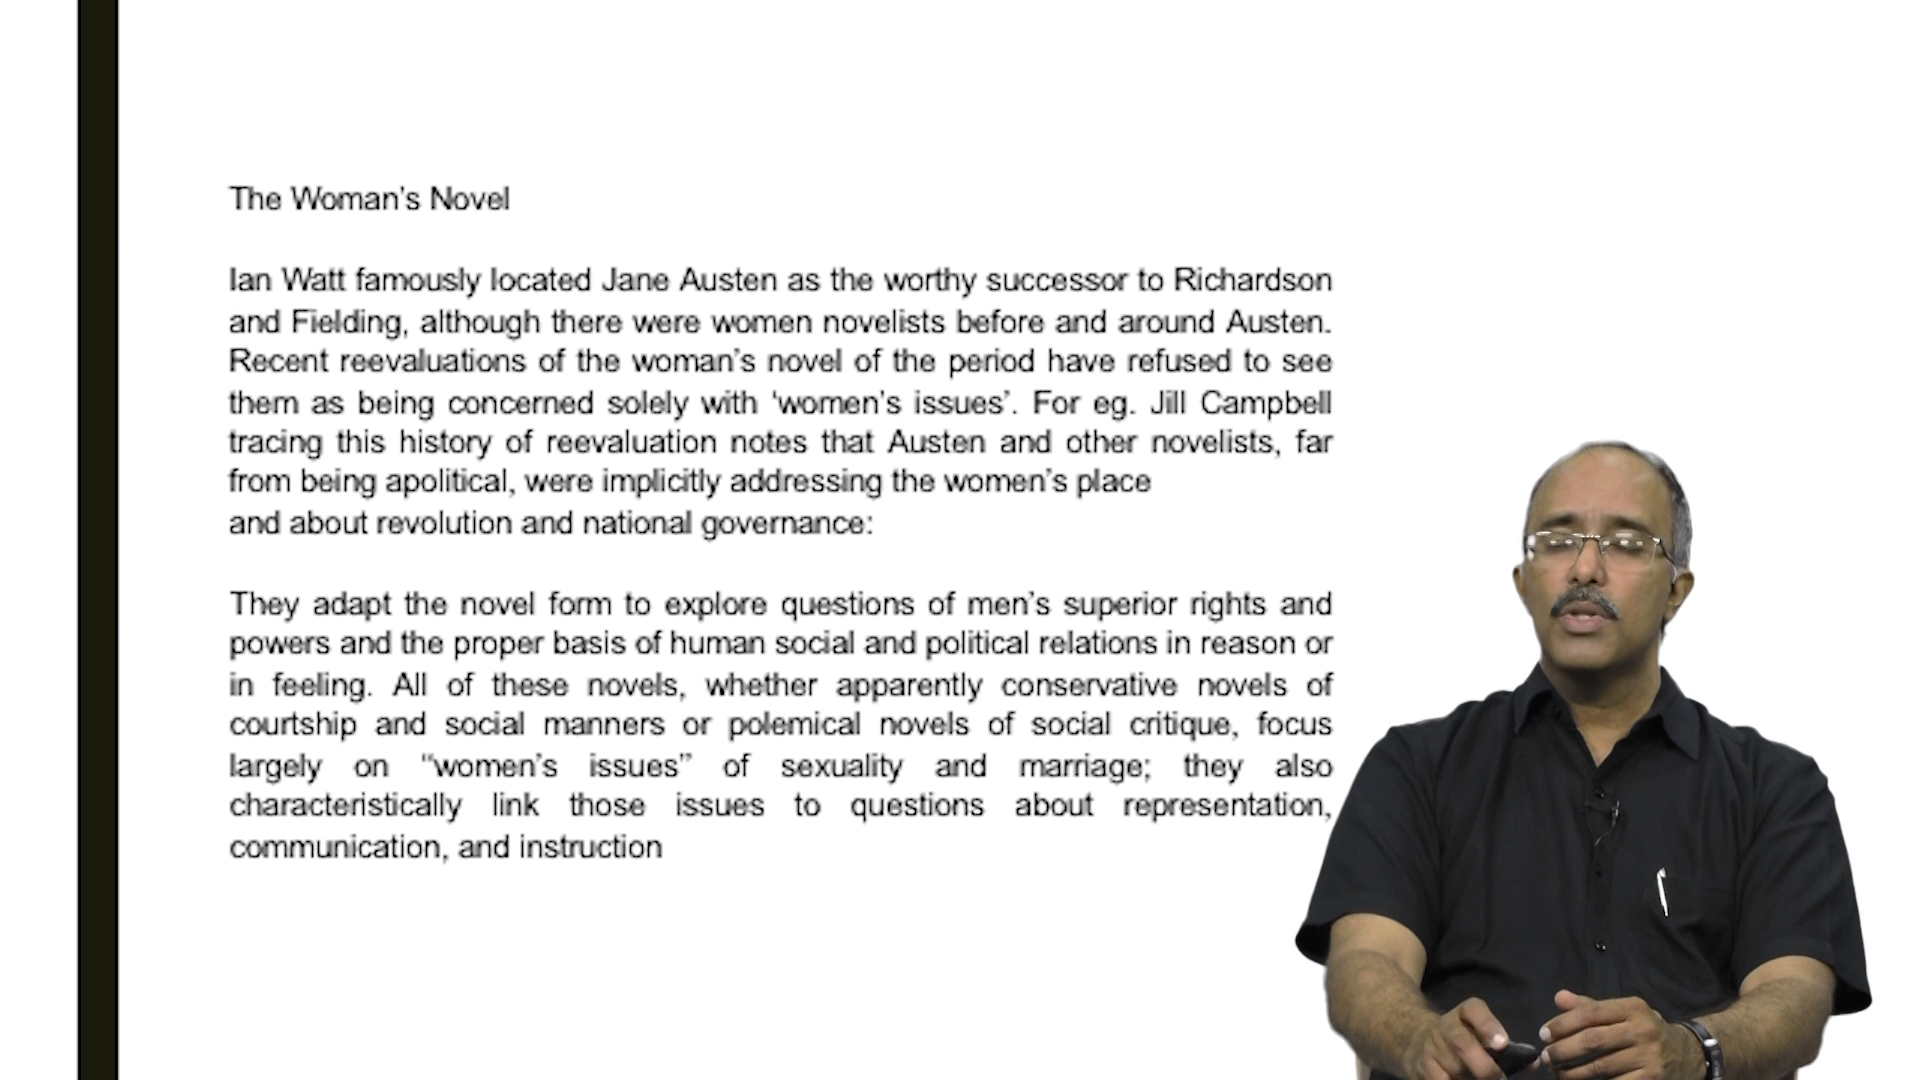 The Woman's Novel
Ian Watt famously located Jane Austen as the worthy successor to Richardson
and Fielding, although there were women novelists before and around Austen.
Recent reevaluations of the woman's novel of the period have refused to see
them as being concerned solely with 'women's issues'. For eg. Jill Campbell
tracing this history of reevaluation notes that Austen and other novelists, far
from being apolitical, were implicitly addressing the women's place
and about revolution and national governance:
They adapt the novel form to explore questions of men's superior rights and
powers and the proper basis of human social and political relations in reason or
in feeling. All of these novels, whether apparently conservative novels of
courtship and social manners or polemical novels of social critique, focus
largely on "women's issues" of sexuality and marriage; they also
characteristically link those issues to questions about representation,
communication, and instruction